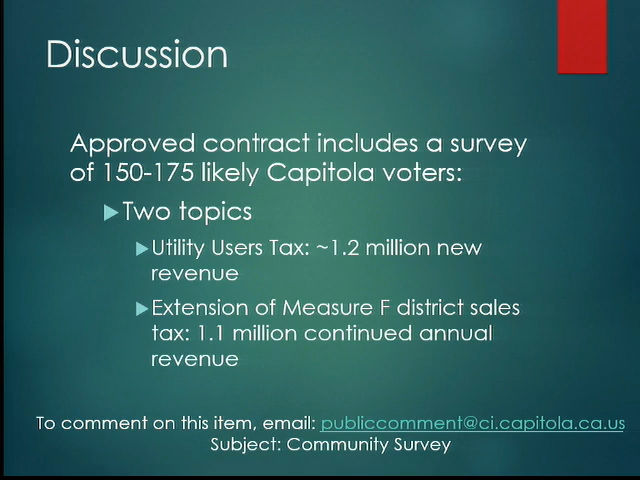 Discussion
Approved contract includes a survey
of 150-175 likely Capitola voters:
Two topics
Utility Users Tax: ~1.2 million new
revenue
Extension of Measure F district sales
tax: 1.1 million continued annual
revenue
To comment on this item, email: publiccomment@ci.capitola.ca.us
Subject: Community Survey